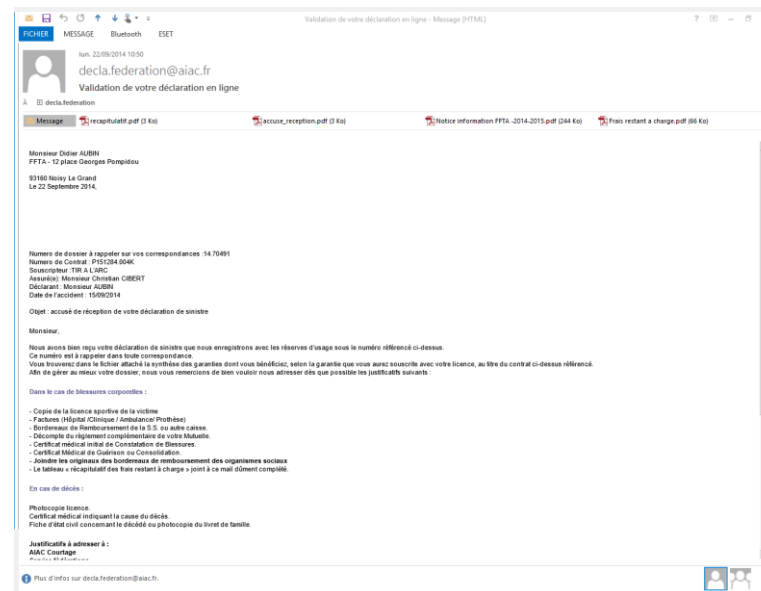 Validation de votre déclaration en ligne - Message (HTML)
FICHIER MESSAGE Bluetooth ESET
lun. 22/09/2014 10:50
decla.federation@aiac.fr
Validation de votre déclaration en ligne
À decla.federation
Message recapitulatif.pdf (3 Ko) accuse_reception.pdf (3 Ko) Notice information FFTA -2014-2015.pdf (244 Ko) Frais restant a charge.pdf (66 Ko)
Monsieur Didier AUBIN
FFTA - 12 place Georges Pompidou
93160 Noisy Le Grand
Le 22 Septembre 2014,
Numero de dossier à rappeler sur vos correspondances :14.70491
Numero de Contrat : P151284.004K
Souscripteur :TIR A L'ARC
Assuré(e): Monsieur Christian CIBERT
Déclarant : Monsieur AUBIN
Date de l'accident : 15/09/2014
Objet : accusé de réception de votre déclaration de sinistre
Monsieur,
Nous avons bien reçu votre déclaration de sinistre que nous enregistrons avec les réserves d'usage sous le numéro référencé ci-dessus.
Ce numéro est à rappeler dans toute correspondance.
Vous trouverez dans le fichier attaché la synthèse des garanties dont vous bénéficiez, selon la garantie que vous aurez souscrite avec votre licence, au titre du contrat ci-dessus référencé.
Afin de gérer au mieux votre dossier, nous vous remercions de bien vouloir nous adresser dès que possible les justificatifs suivants :
Dans le cas de blessures corporelles :
- Copie de la licence sportive de la victime
- Factures (Hôpital /Clinique / Ambulance/ Prothèse)
- Bordereaux de Remboursement de la S.S. ou autre caisse.
- Décompte du règlement complémentaire de votre Mutuelle.
- Certificat médical initial de Constatation de Blessures.
- Certificat Médical de Guérison ou Consolidation.
- Joindre les originaux des bordereaux de remboursement des organismes sociaux
- Le tableau « récapitulatif des frais restant à charge » joint à ce mail dûment complété.
En cas de décès :
Photocopie licence.
Certificat médical indiquant la cause du décès.
Fiche d'état civil concernant le décédé ou photocopie du livret de famille.
Justificatifs à adresser à :
AIAC Courtage
Plus d'infos sur decla.federation@aiac.fr.